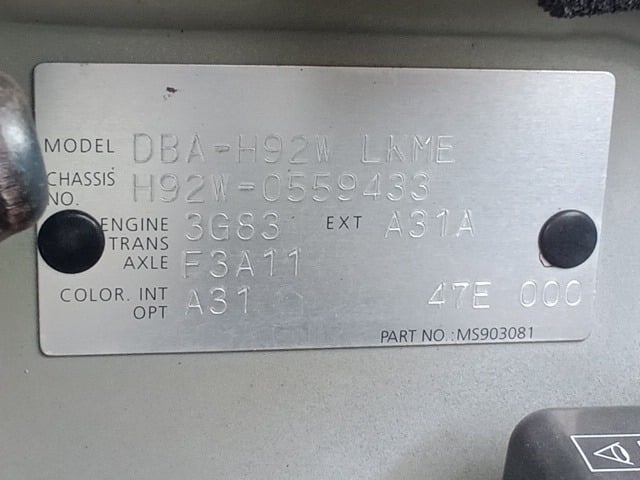 MODEL DBA-H92W LKME
CHASSIS NO. H92W-0559433
ENGINE 3G83 EXT A31A
TRANS AXLE F3A11
COLOR. INT OPT A31 47E 000
PART NO.:MS903081